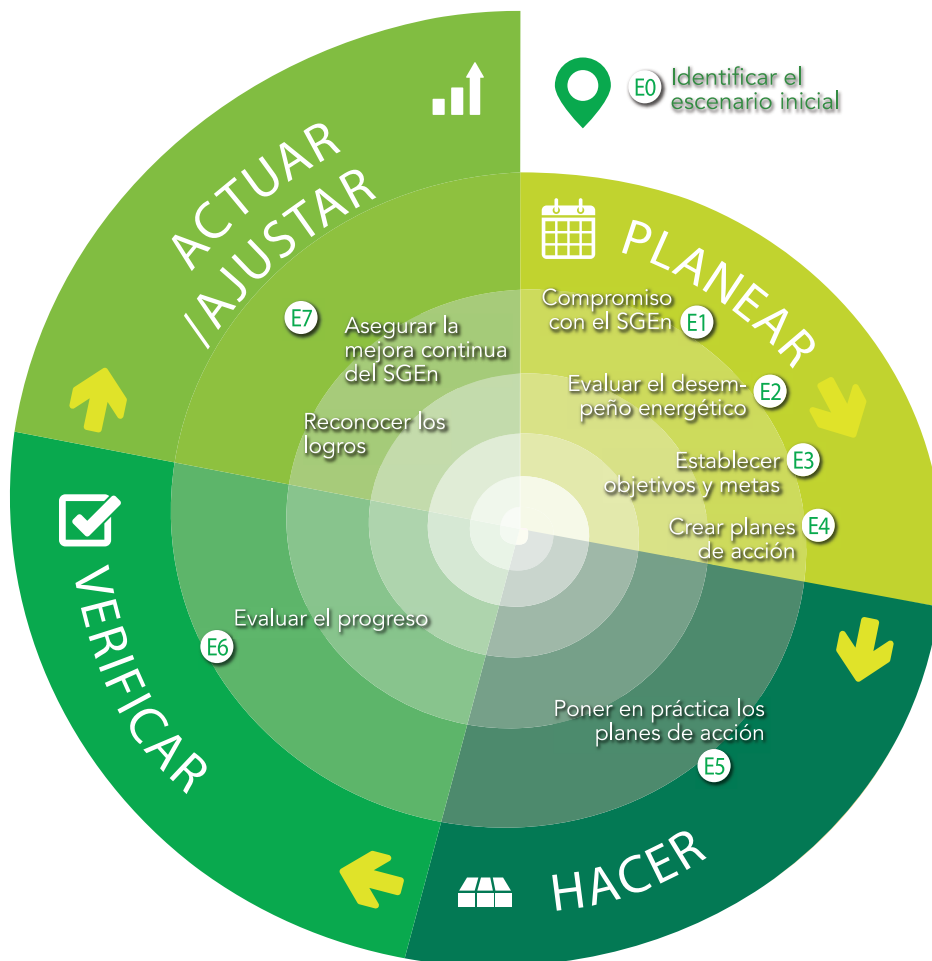 E0 Identificar el
escenario inicial
PLANEAR
Compromiso
con el SGEn E1
Evaluar el desem-
peño energético E2
Establecer E3
objetivos y metas
Crear planes E4
de acción
HACER
Poner en práctica los
planes de acción
E5
VERIFICAR
Evaluar el progreso
E6
ACTUAR
/AJUSTAR
E7
Asegurar la
mejora continua
del SGEn
Reconocer los
logros